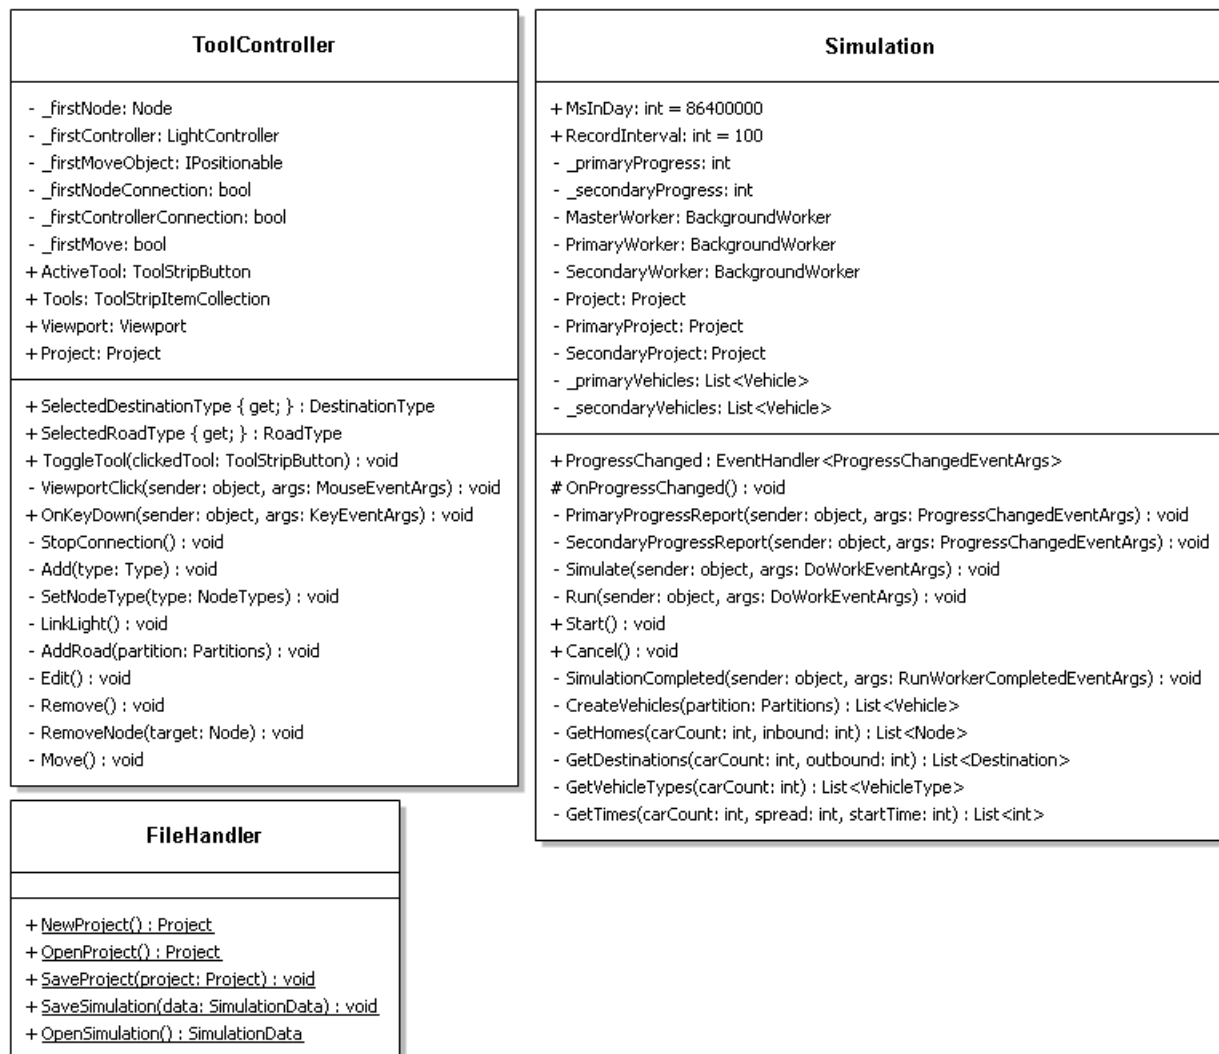 ToolController
- _firstNode: Node
- _firstController: LightController
- _firstMoveObject: IPositionable
- _firstNodeConnection: bool
- _firstControllerConnection: bool
- _firstMove: bool
+ ActiveTool: ToolStripButton
+ Tools: ToolStripItemCollection
+ Viewport: Viewport
+ Project: Project
+ SelectedDestinationType { get; } : DestinationType
+ SelectedRoadType { get; } : RoadType
+ ToggleTool(clickedTool: ToolStripButton) : void
- ViewportClick(sender: object, args: MouseEventArgs) : void
+ OnKeyDown(sender: object, args: KeyEventArgs) : void
- StopConnection() : void
- Add(type: Type) : void
- SetNodeType(type: NodeTypes) : void
- LinkLight() : void
- AddRoad(partition: Partitions) : void
- Edit() : void
- Remove() : void
- RemoveNode(target: Node) : void
- Move() : void
Simulation
+ MsInDay: int = 86400000
+ RecordInterval: int = 100
- _primaryProgress: int
- _secondaryProgress: int
- MasterWorker: BackgroundWorker
- PrimaryWorker: BackgroundWorker
- SecondaryWorker: BackgroundWorker
- Project: Project
- PrimaryProject: Project
- SecondaryProject: Project
- _primaryVehicles: List<Vehicle>
- _secondaryVehicles: List<Vehicle>
+ ProgressChanged : EventHandler<ProgressChangedEventArgs>
# OnProgressChanged() : void
- PrimaryProgressReport(sender: object, args: ProgressChangedEventArgs) : void
- SecondaryProgressReport(sender: object, args: ProgressChangedEventArgs) : void
- Simulate(sender: object, args: DoWorkEventArgs) : void
- Run(sender: object, args: DoWorkEventArgs) : void
+ Start() : void
+ Cancel() : void
- SimulationCompleted(sender: object, args: RunWorkerCompletedEventArgs) : void
- CreateVehicles(partition: Partitions) : List<Vehicle>
- GetHomes(carCount: int, inbound: int) : List<Node>
- GetDestinations(carCount: int, outbound: int) : List<Destination>
- GetVehicleTypes(carCount: int) : List<VehicleType>
- GetTimes(carCount: int, spread: int, startTime: int) : List<int>
FileHandler
+ NewProject() : Project
+ OpenProject() : Project
+ SaveProject(project: Project) : void
+ SaveSimulation(data: SimulationData) : void
+ OpenSimulation() : SimulationData